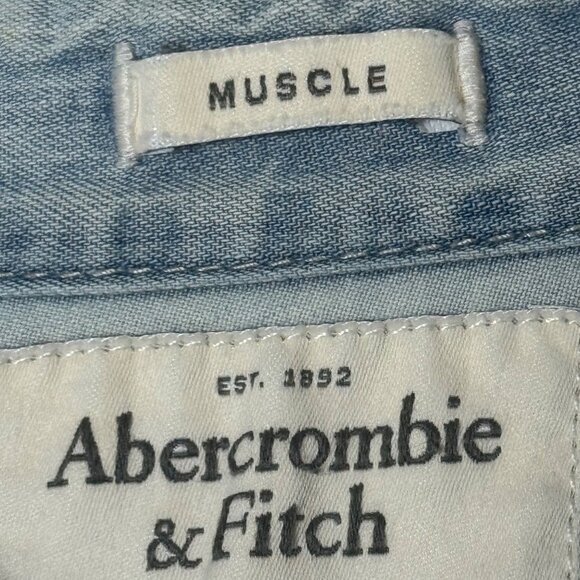 MUSCLE
EST. 1892
Abercrombie
& Fitch